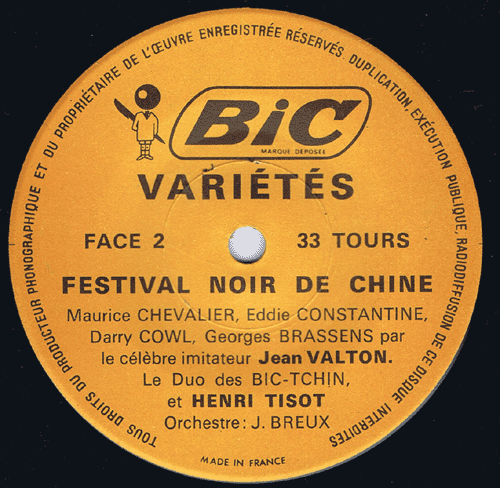 TOUS DROITS DU PRODUCTEUR PHONOGRAPHIQUE ET DU PROPRIÉTAIRE DE L'ŒUVRE ENREGISTRÉE RÉSERVÉS. DUPLICATION, EXÉCUTION PUBLIQUE, RADIODIFFUSION DE CE DISQUE INTERDITES
BiC
MARQUE DEPOSÉE
VARIÉTÉS
FACE 2 33 TOURS
FESTIVAL NOIR DE CHINE
Maurice CHEVALIER, Eddie CONSTANTINE,
Darry COWL, Georges BRASSENS par
le célèbre imitateur Jean VALTON.
Le Duo des BIC-TCHIN,
et HENRI TISOT
Orchestre: J. BREUX
MADE IN FRANCE